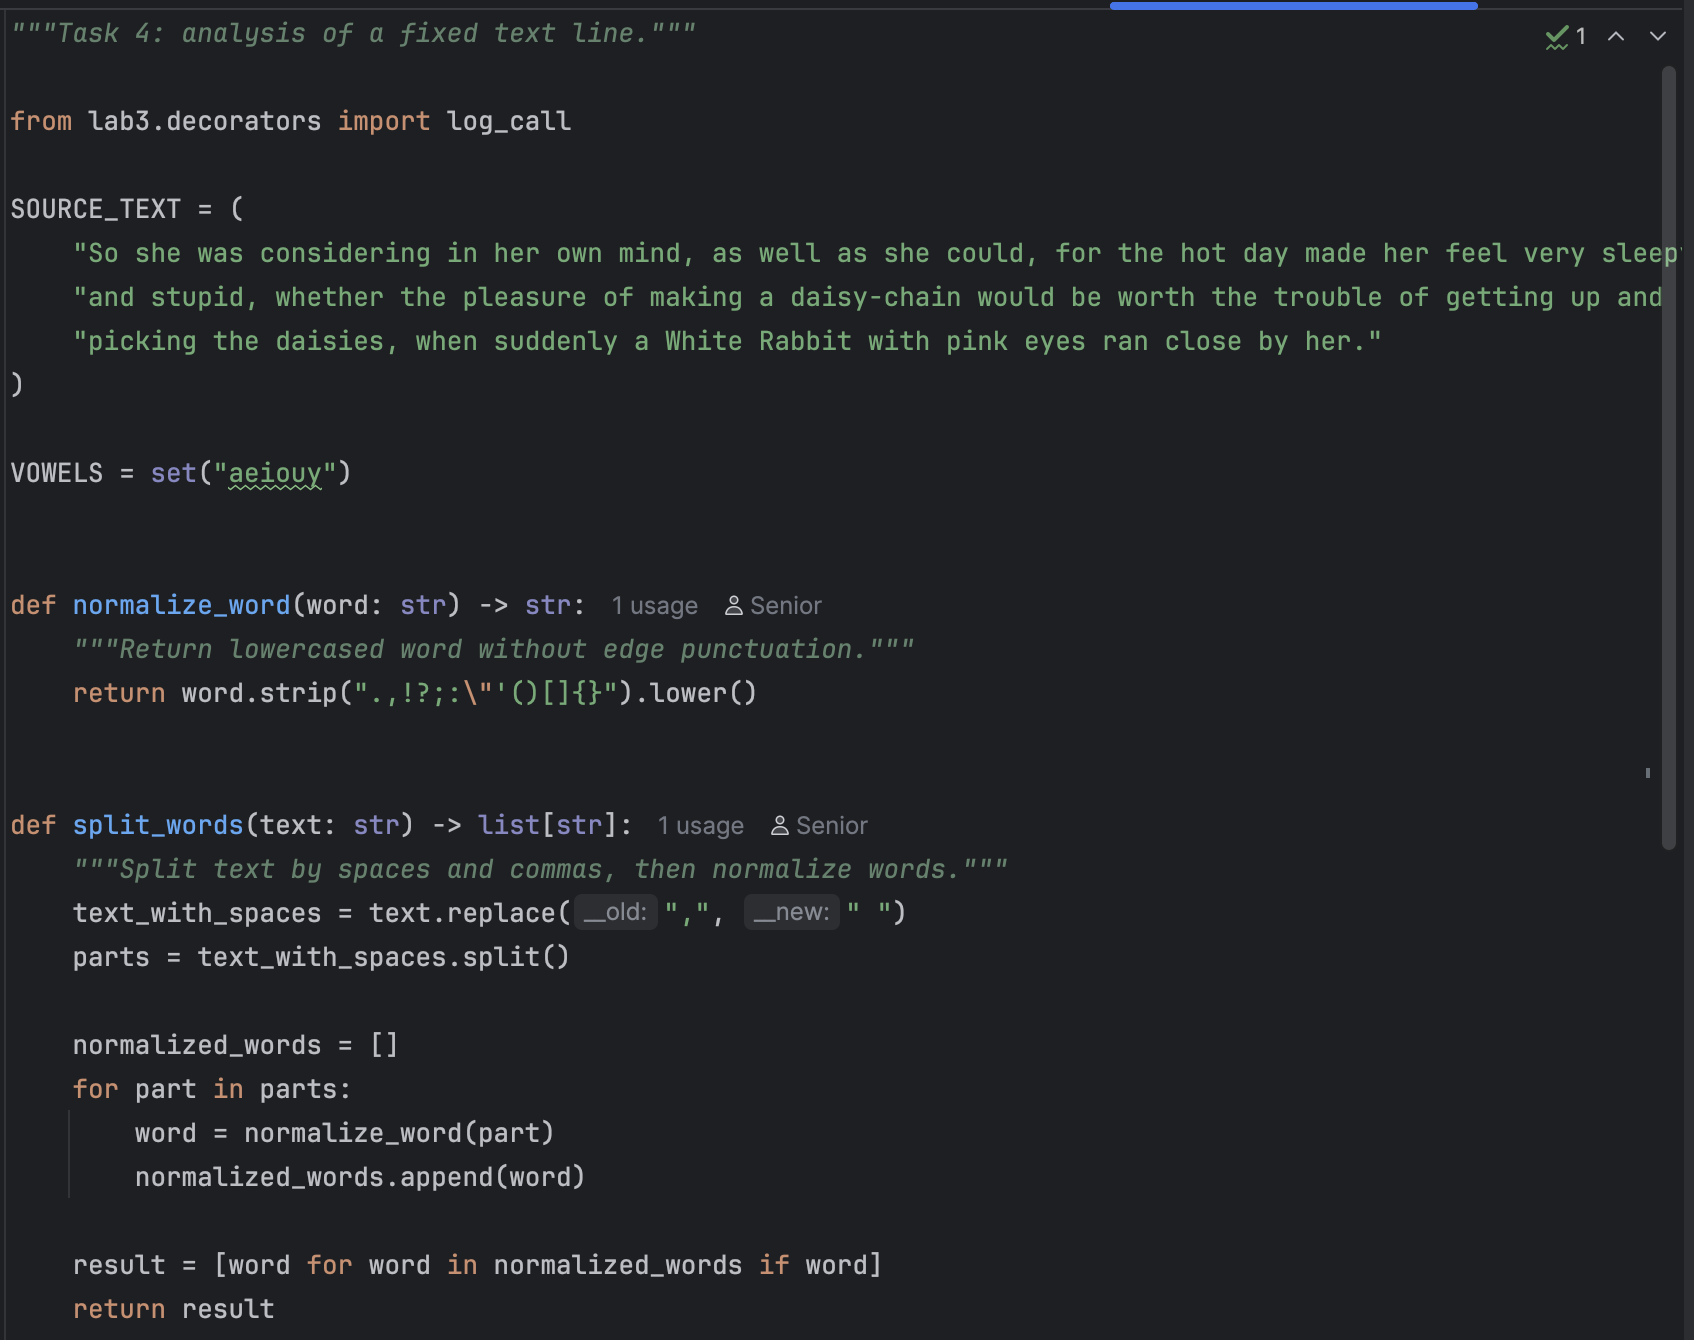 """Task 4: analysis of a fixed text line."""
1
from lab3.decorators import log_call
SOURCE_TEXT = (
"So she was considering in her own mind, as well as she could, for the hot day made her feel very sleepy
"and stupid, whether the pleasure of making a daisy-chain would be worth the trouble of getting up and
"picking the daisies, when suddenly a White Rabbit with pink eyes ran close by her."
)
VOWELS = set("aeiouy")
def normalize_word(word: str) -> str: 1 usage Senior
"""Return lowercased word without edge punctuation."""
return word.strip(".,!?;:\"'()[]{}").lower()
def split_words(text: str) -> list[str]: 1 usage Senior
"""Split text by spaces and commas, then normalize words."""
text_with_spaces = text.replace(__old: ",", __new: " ")
parts = text_with_spaces.split()
normalized_words = []
for part in parts:
word = normalize_word(part)
normalized_words.append(word)
result = [word for word in normalized_words if word]
return result